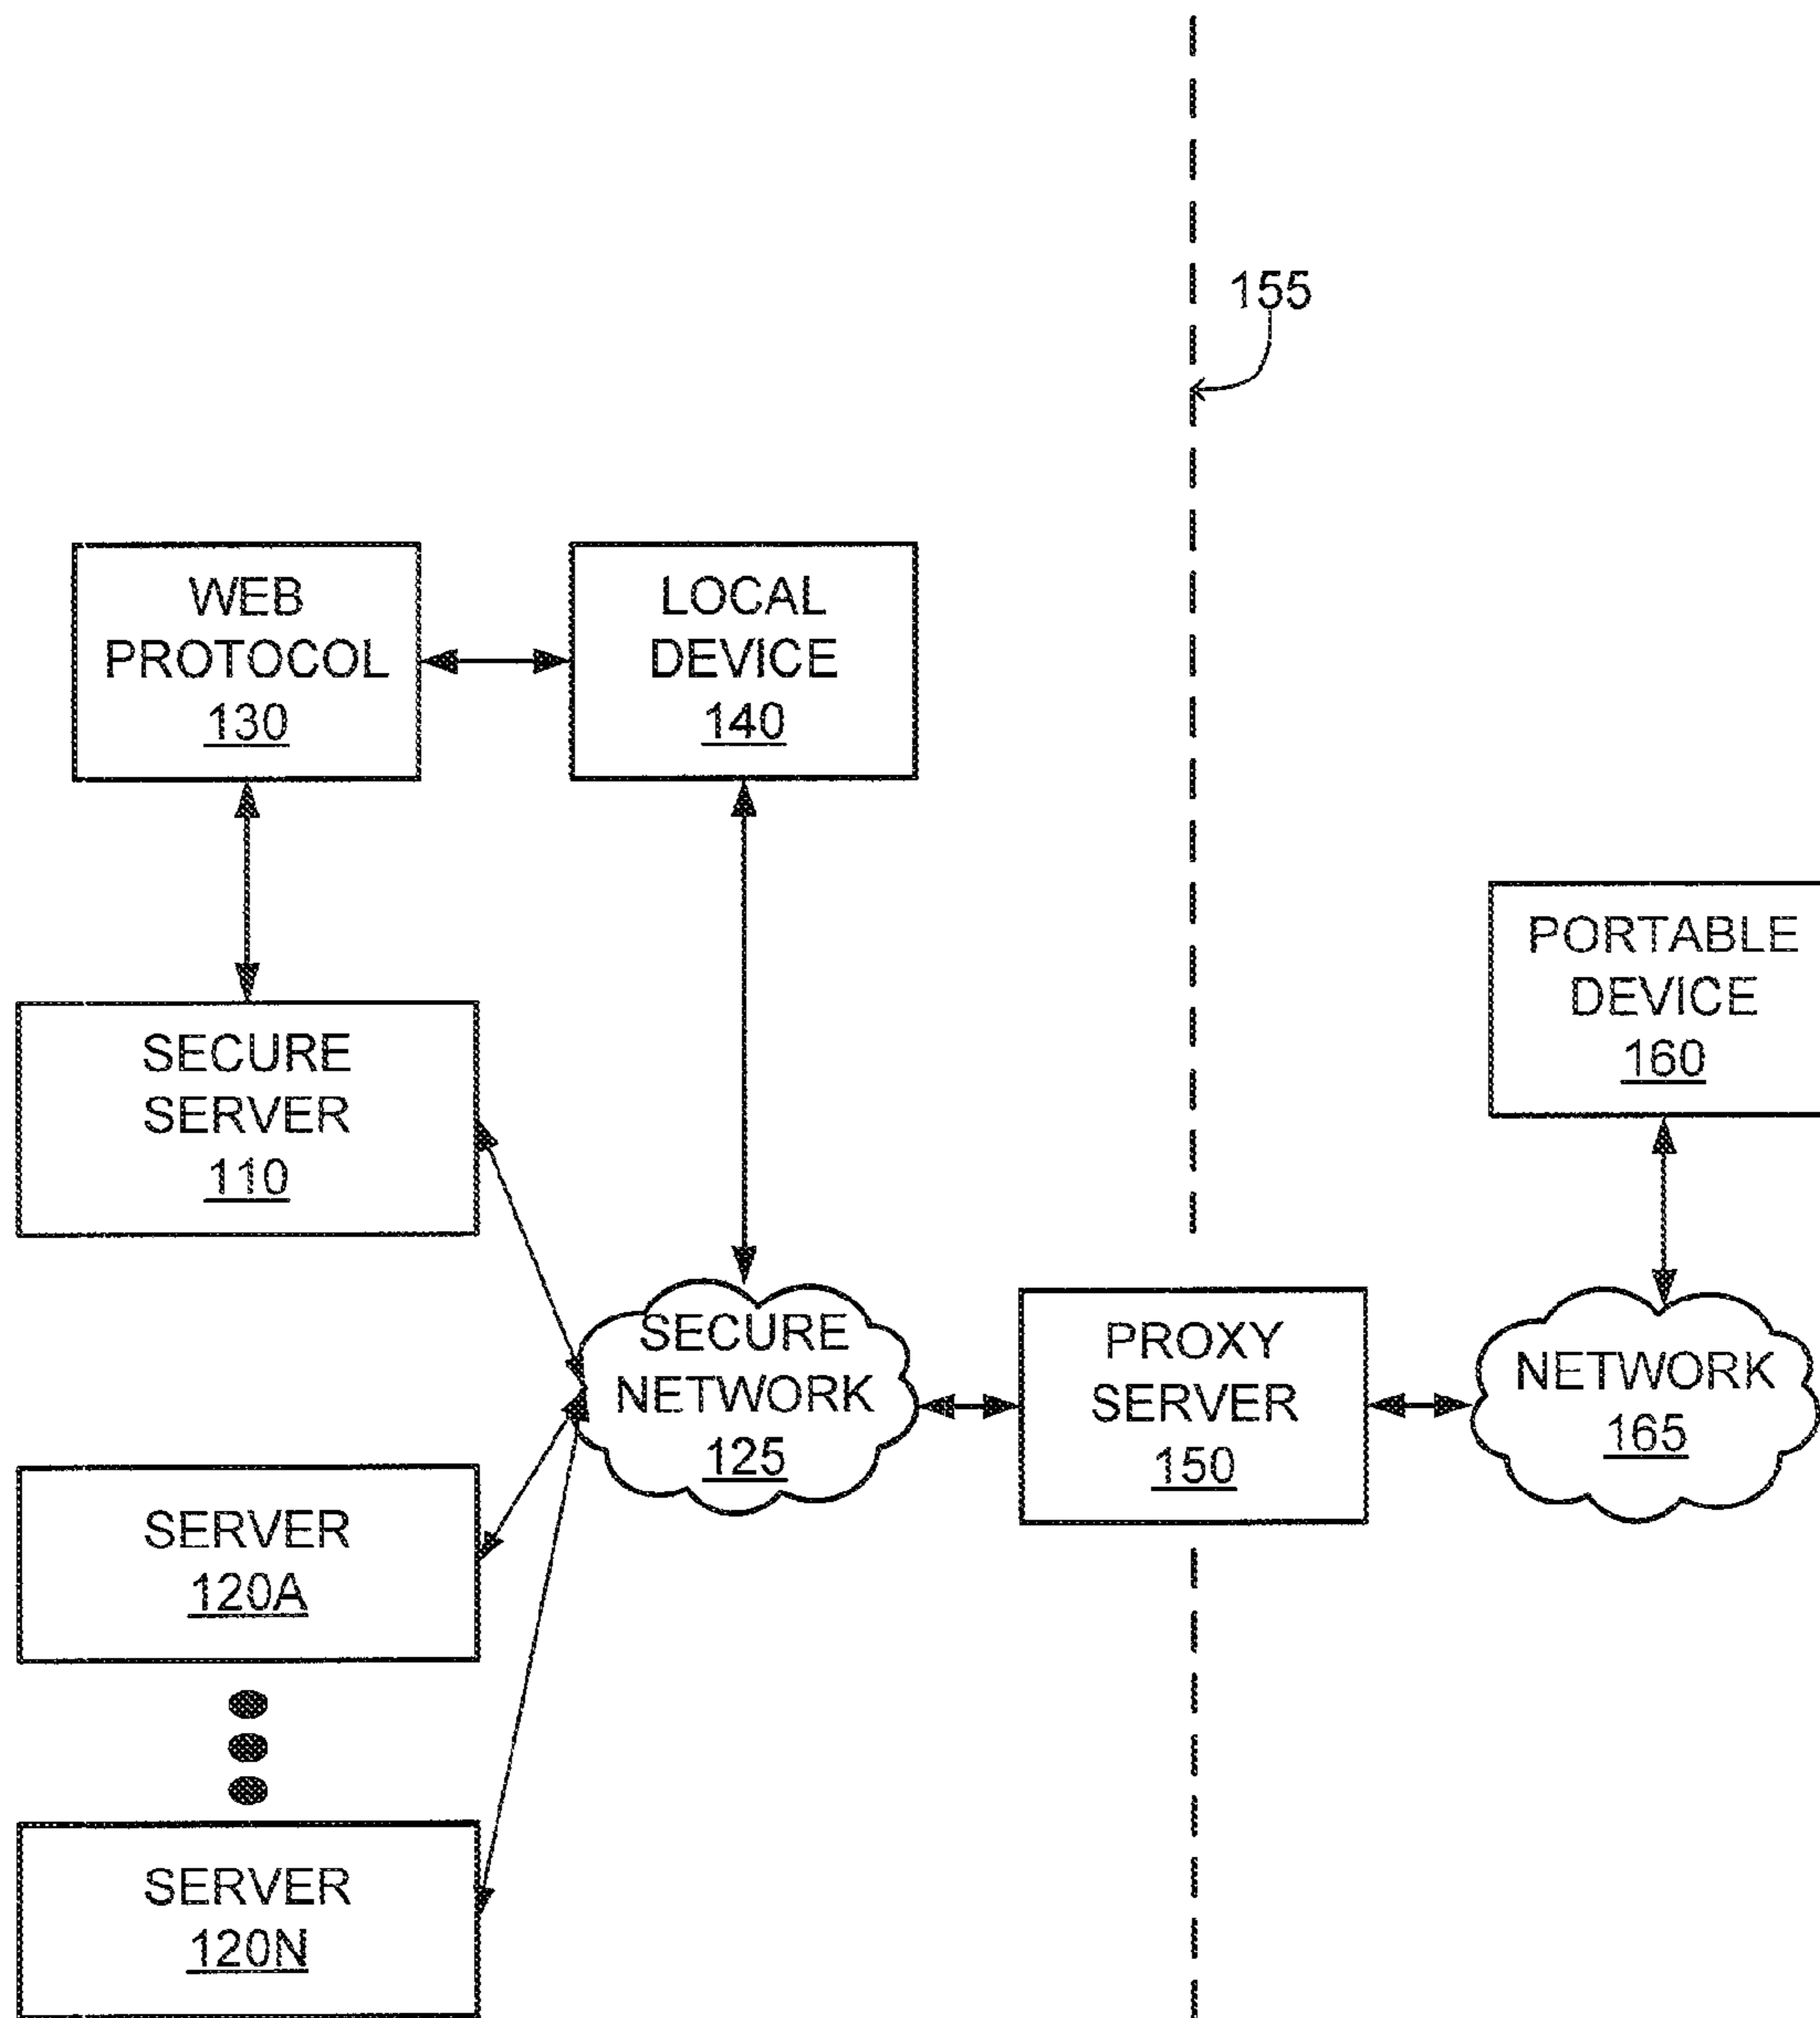 155
WEB
PROTOCOL
130
LOCAL
DEVICE
140
PORTABLE
DEVICE
160
SECURE
SERVER
110
SECURE
NETWORK
125
PROXY
SERVER
150
NETWORK
165
SERVER
120A
SERVER
120N